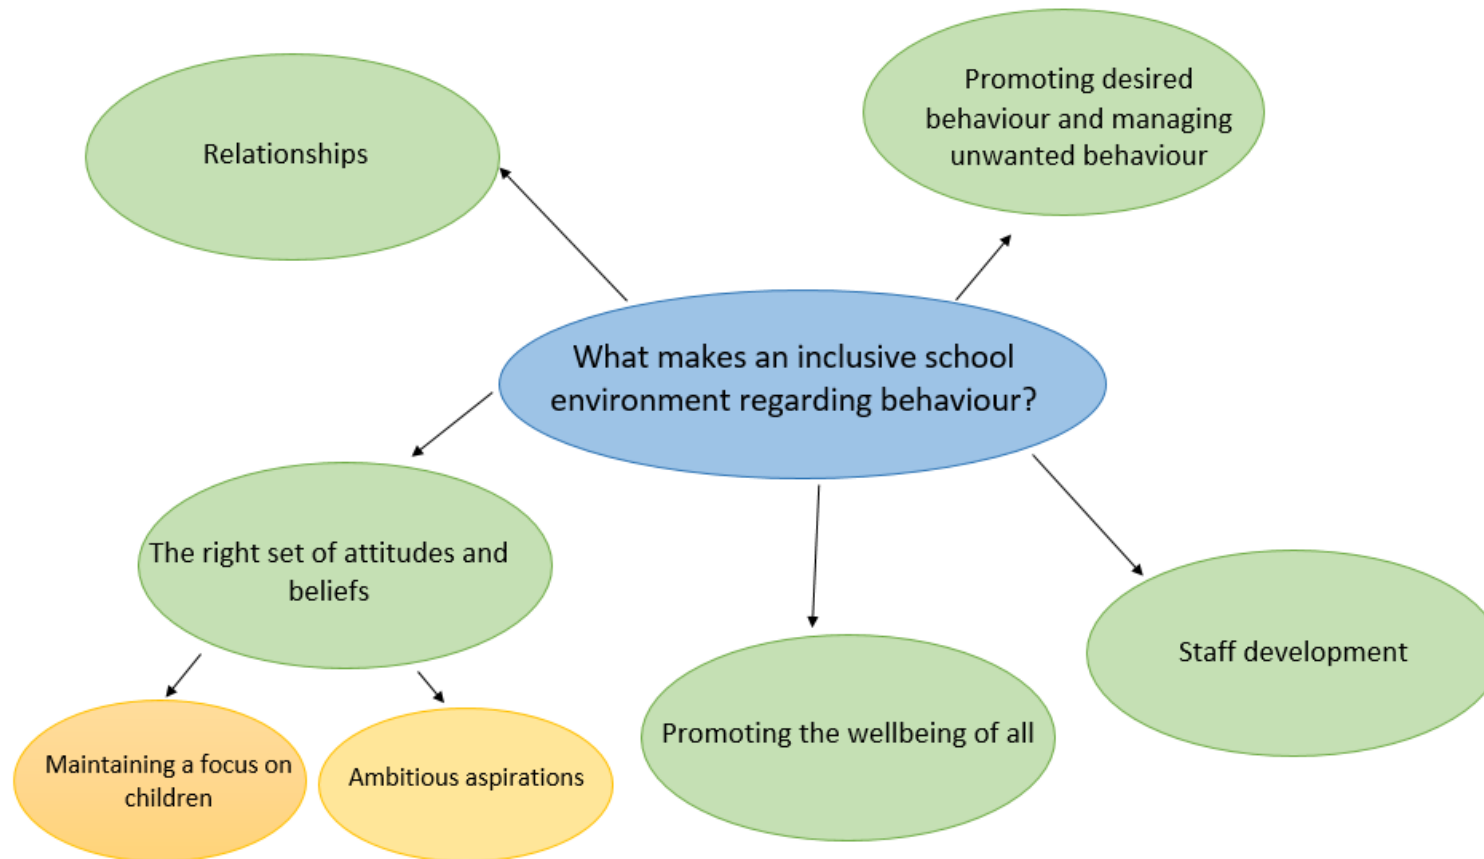 Relationships
Promoting desired
behaviour and managing
unwanted behaviour
What makes an inclusive school
environment regarding behaviour?
The right set of attitudes and
beliefs
Staff development
Promoting the wellbeing of all
Maintaining a focus on
children
Ambitious aspirations